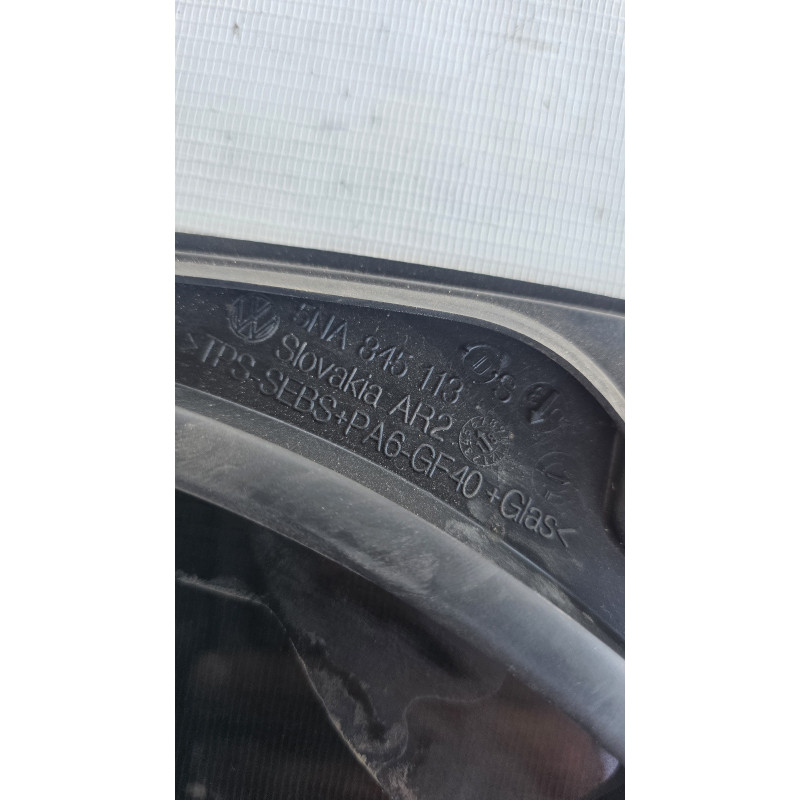 5NA 845 113
Slovakia AR2
>TPS-SEBS+PA6-GF40+Glas<